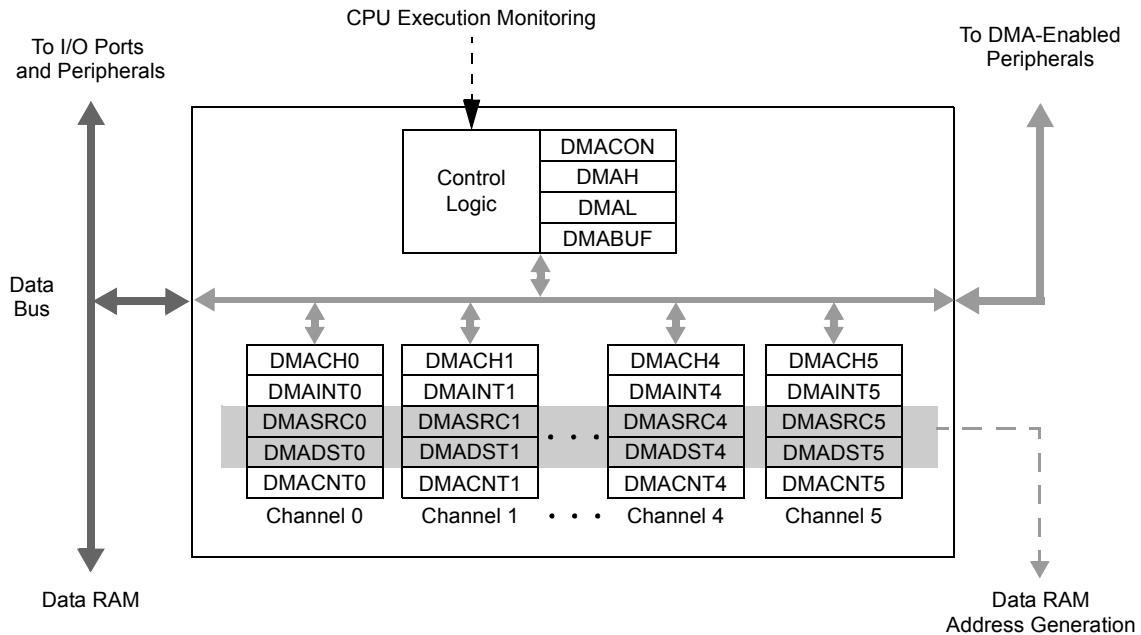 CPU Execution Monitoring
To I/O Ports
and Peripherals
To DMA-Enabled
Peripherals
Control
Logic
DMACON
DMAH
DMAL
DMABUF
Data
Bus
DMACH0
DMAINT0
DMASRC0
DMADST0
DMACNT0
Channel 0
DMACH1
DMAINT1
DMASRC1
DMADST1
DMACNT1
Channel 1
DMACH4
DMAINT4
DMASRC4
DMADST4
DMACNT4
Channel 4
DMACH5
DMAINT5
DMASRC5
DMADST5
DMACNT5
Channel 5
Data RAM
Data RAM
Address Generation